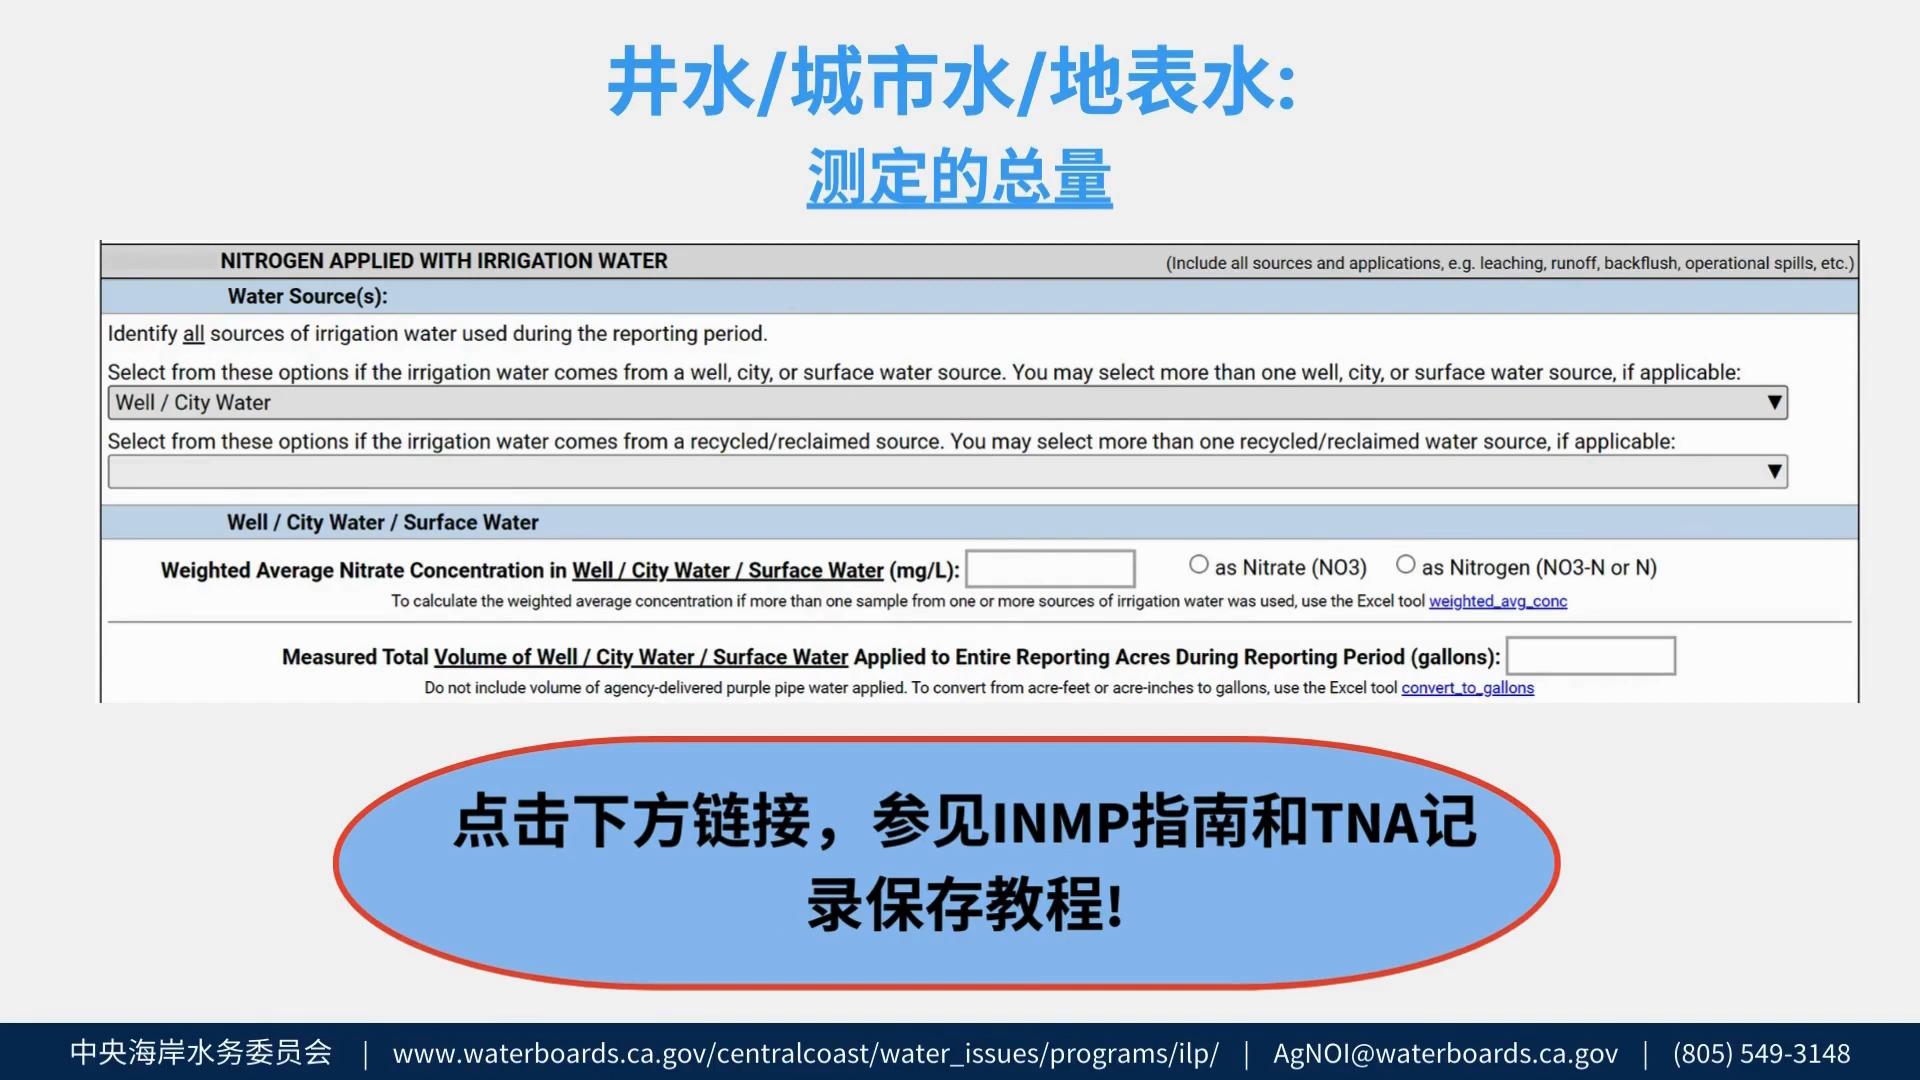 井水/城市水/地表水:
测定的总量
NITROGEN APPLIED WITH IRRIGATION WATER
(Include all sources and applications, e.g. leaching, runoff, backflush, operational spills, etc.)
Water Source(s):
Identify all sources of irrigation water used during the reporting period.
Select from these options if the irrigation water comes from a well, city, or surface water source. You may select more than one well, city, or surface water source, if applicable:
Well / City Water
Select from these options if the irrigation water comes from a recycled/reclaimed source. You may select more than one recycled/reclaimed water source, if applicable:
Well / City Water / Surface Water
Weighted Average Nitrate Concentration in Well / City Water / Surface Water (mg/L):
as Nitrate (NO3)
as Nitrogen (NO3-N or N)
To calculate the weighted average concentration if more than one sample from one or more sources of irrigation water was used, use the Excel tool weighted_avg_conc
Measured Total Volume of Well / City Water / Surface Water Applied to Entire Reporting Acres During Reporting Period (gallons):
Do not include volume of agency-delivered purple pipe water applied. To convert from acre-feet or acre-inches to gallons, use the Excel tool convert_to_gallons
点击下方链接，参见INMP指南和TNA记
录保存教程!
中央海岸水务委员会 | www.waterboards.ca.gov/centralcoast/water_issues/programs/ilp/ | AgNOI@waterboards.ca.gov | (805) 549-3148